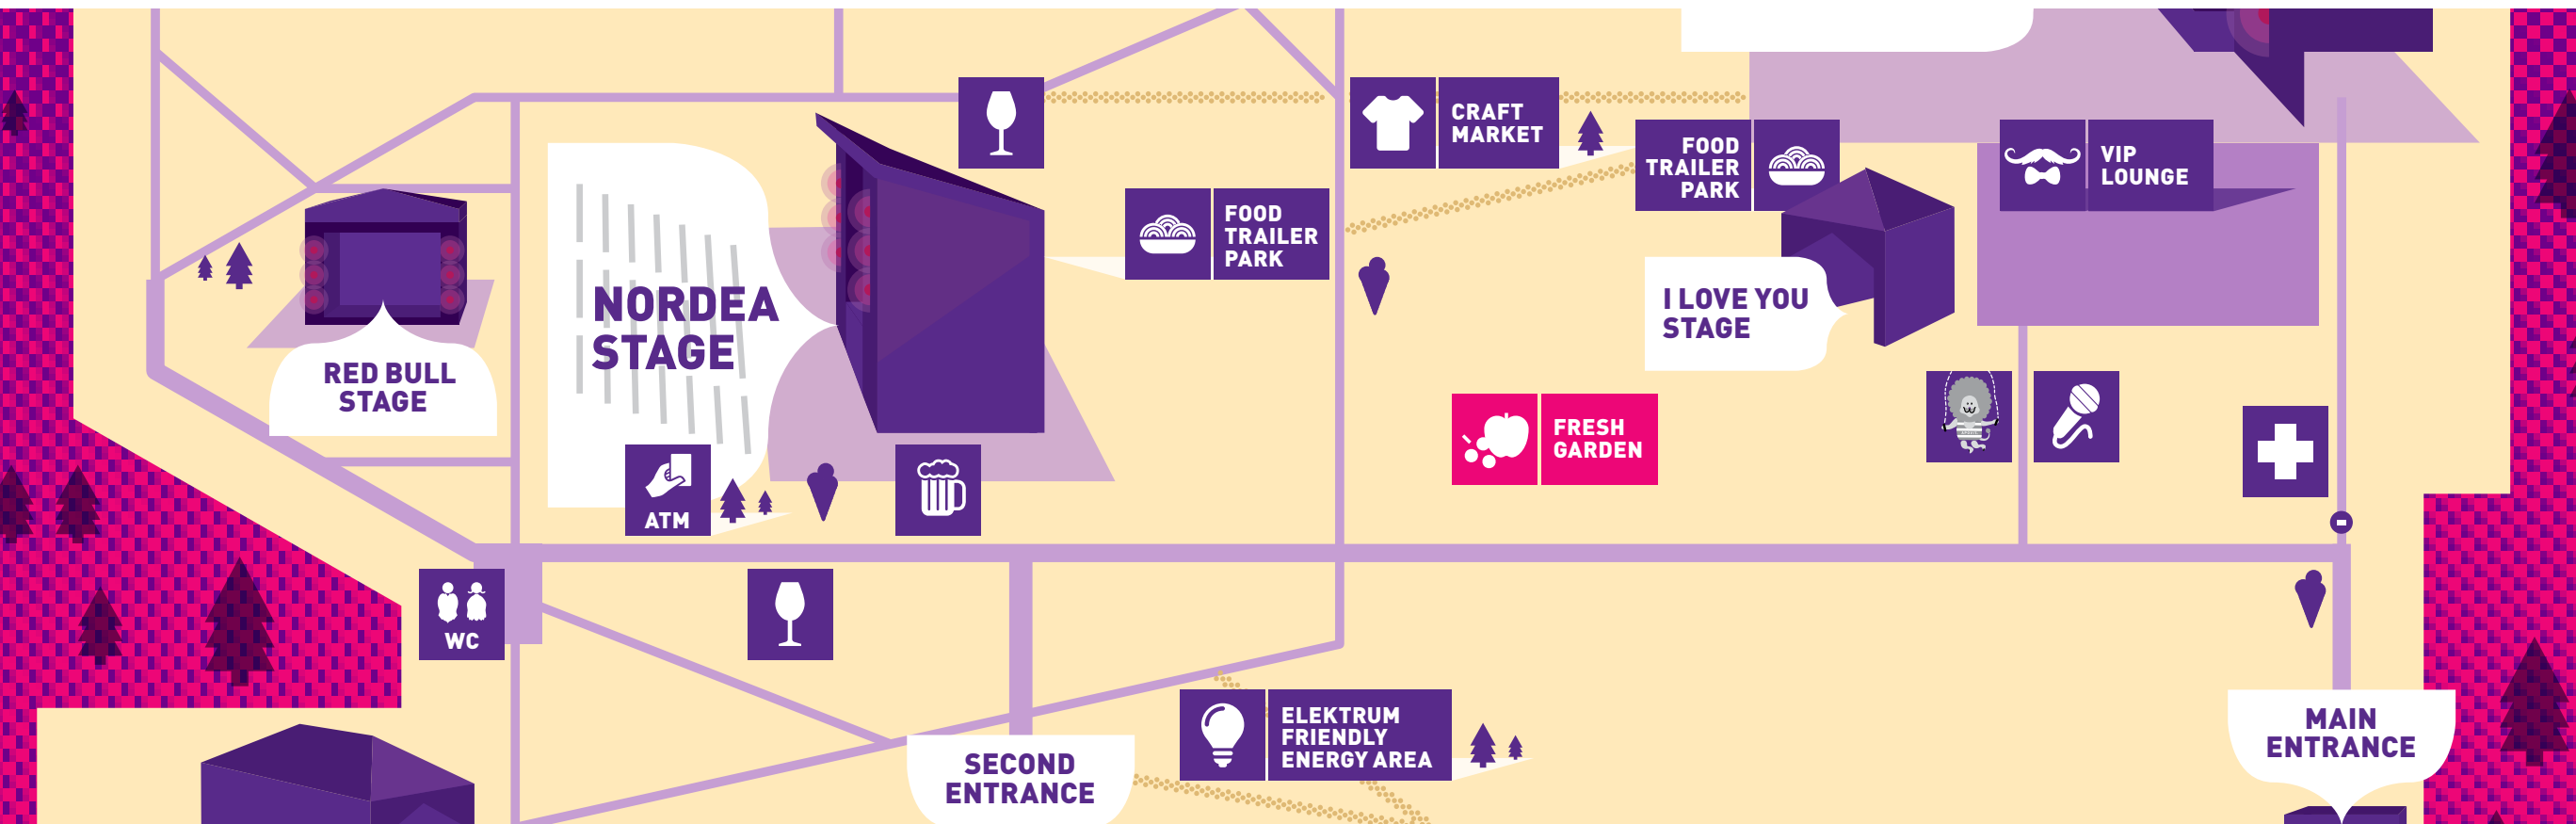 CRAFT
MARKET
FOOD
TRAILER
PARK
VIP
LOUNGE
FOOD
TRAILER
PARK
NORDEA
STAGE
I LOVE YOU
STAGE
RED BULL
STAGE
FRESH
GARDEN
ATM
WC
ELEKTRUM
FRIENDLY
ENERGY AREA
MAIN
ENTRANCE
SECOND
ENTRANCE